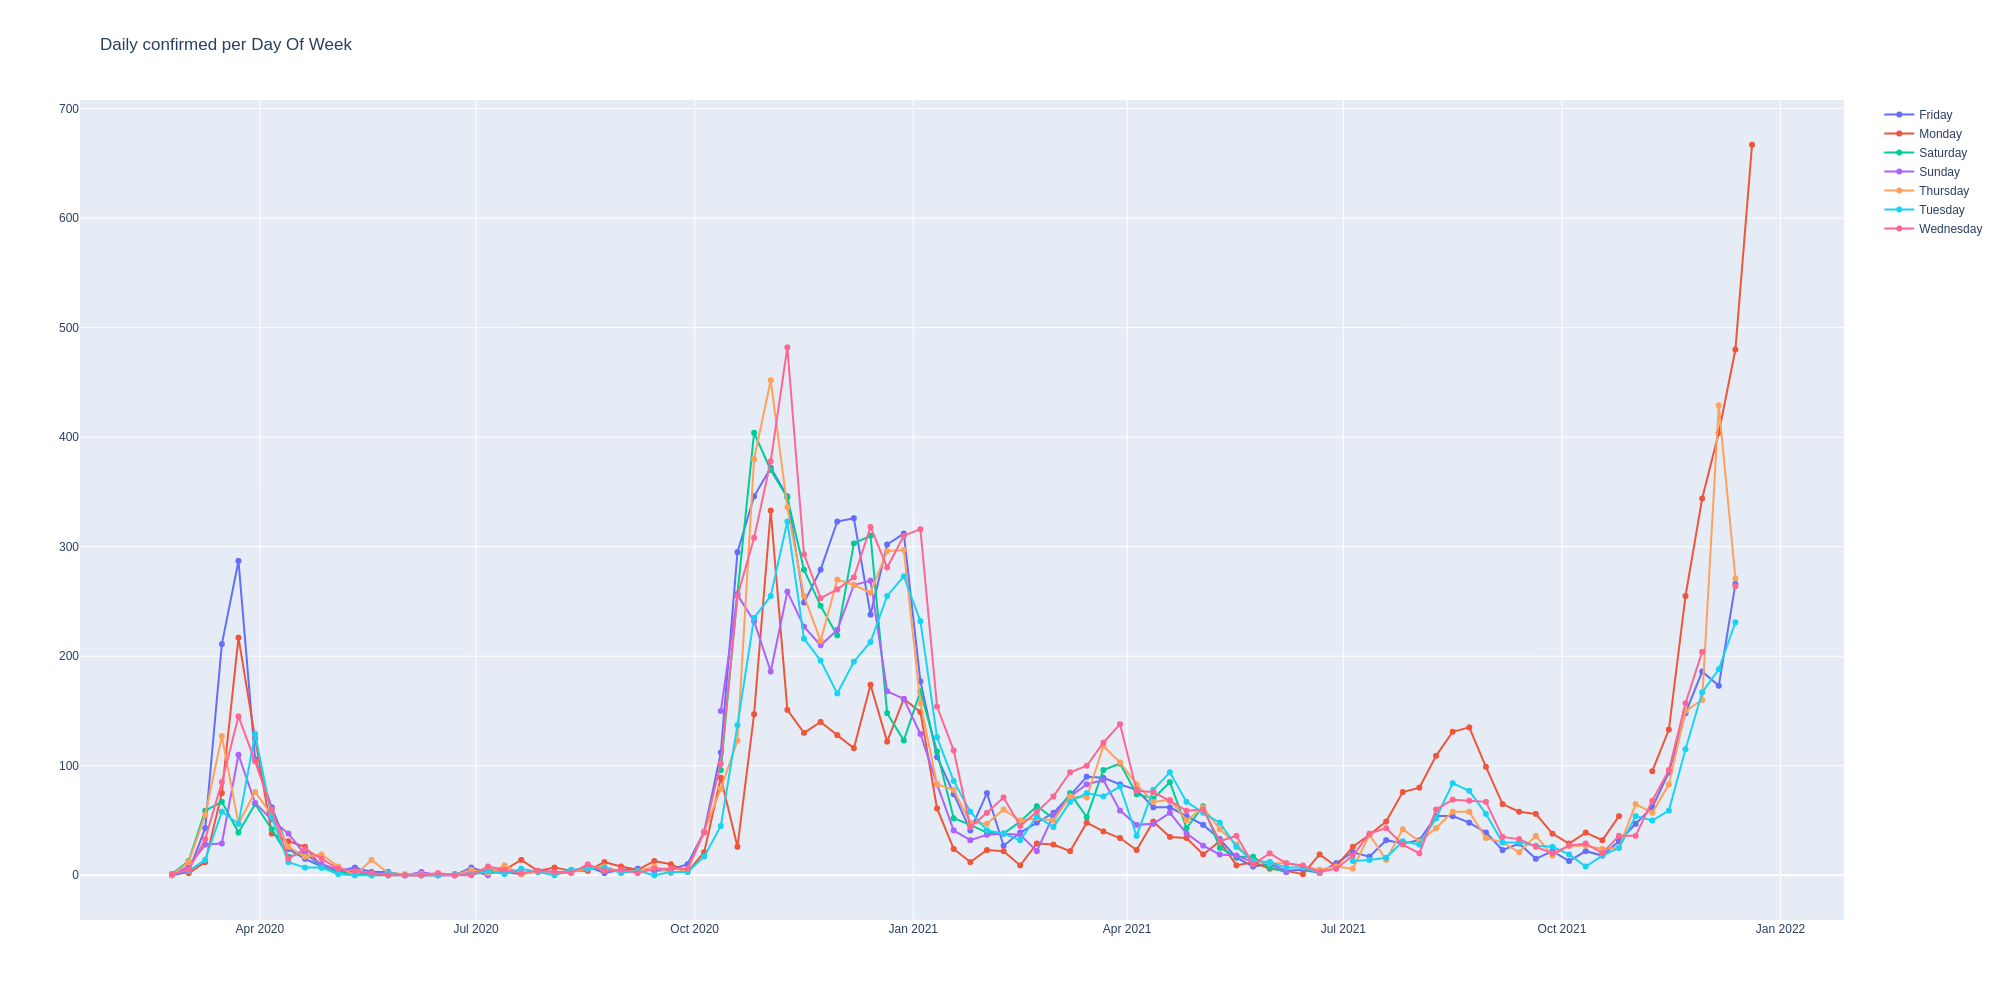 Daily confirmed per Day Of Week
700
600
500
400
300
200
100
0
Apr 2020
Jul 2020
Oct 2020
Jan 2021
Apr 2021
Jul 2021
Oct 2021
Jan 2022
Friday
Monday
Saturday
Sunday
Thursday
Tuesday
Wednesday